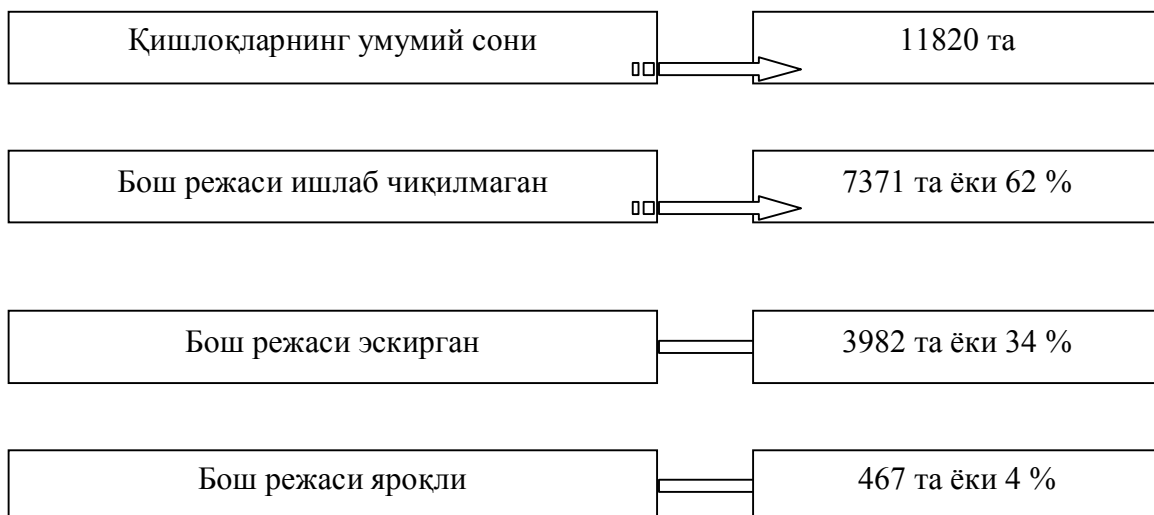 Қишлоқларнинг умумий сони 11820 та
Бош режаси ишлаб чиқилмаган 7371 та ёки 62 %
Бош режаси эскирган 3982 та ёки 34 %
Бош режаси яроқли 467 та ёки 4 %